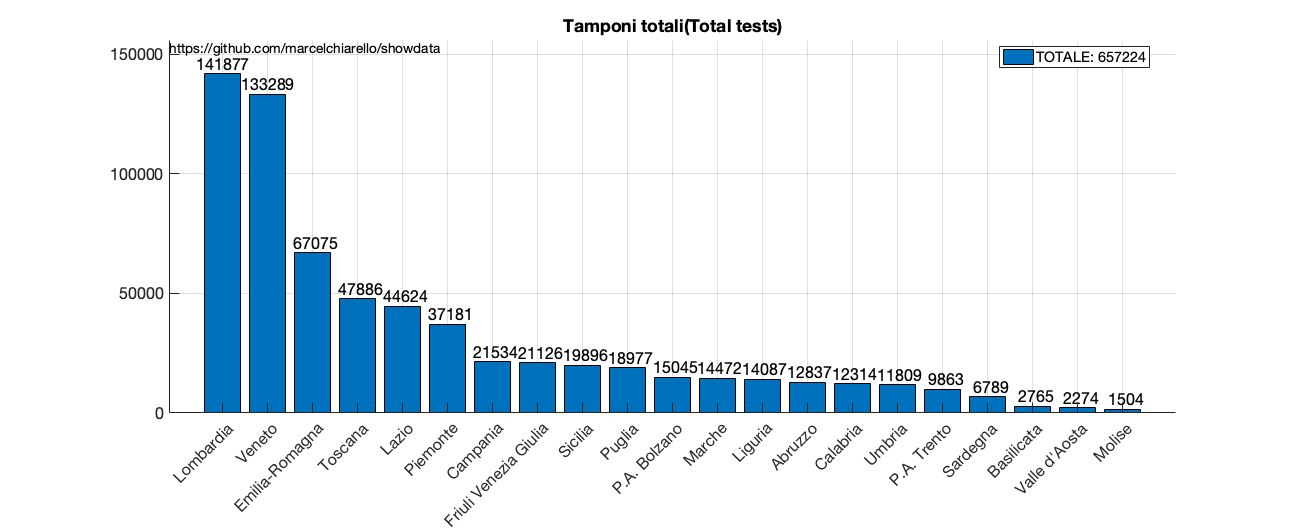 Tamponi totali(Total tests)
https://github.com/marcelchiarello/showdata
TOTALE: 657224
150000
100000
50000
0
141877
133289
67075
47886
44624
37181
21534
21126
19896
18977
15045
14472
14087
12837
12314
11809
9863
6789
2765
2274
1504
Lombardia
Veneto
Emilia-Romagna
Toscana
Lazio
Piemonte
Campania
Friuli Venezia Giulia
Sicilia
Puglia
P.A. Bolzano
Marche
Liguria
Abruzzo
Calabria
Umbria
P.A. Trento
Sardegna
Basilicata
Valle d'Aosta
Molise